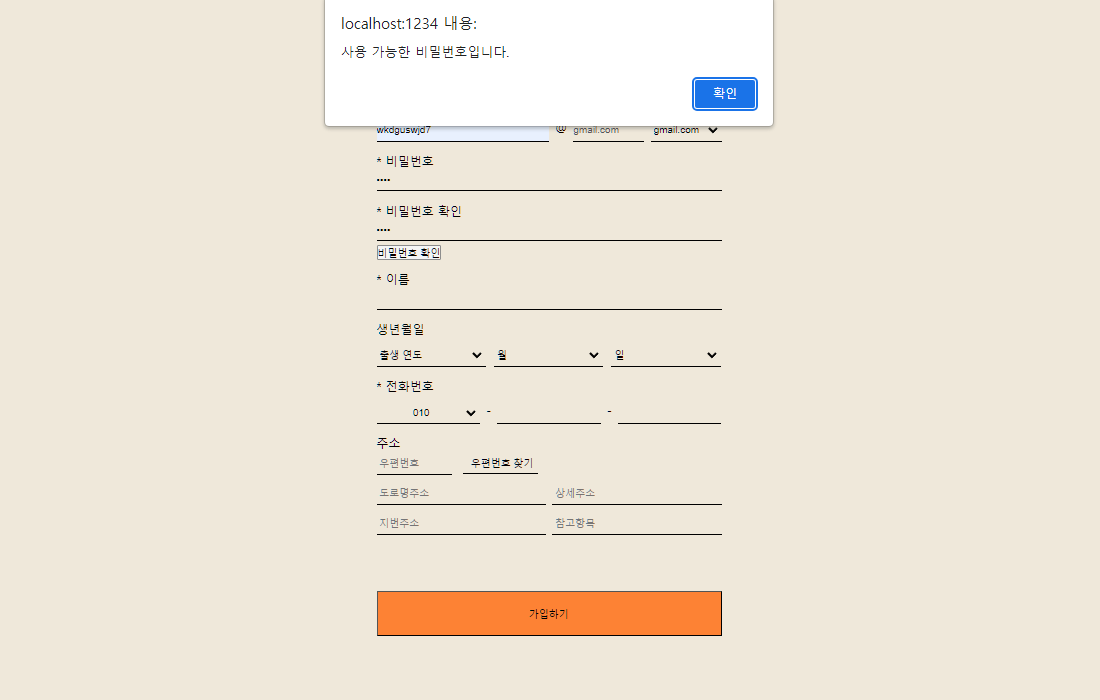 localhost:1234 내용:
사용 가능한 비밀번호입니다.
확인
wkdguswjd7 @ gmail.com gmail.com
* 비밀번호
••••
* 비밀번호 확인
••••
비밀번호 확인
* 이름
생년월일
출생 연도 월 일
* 전화번호
010 - -
주소
우편번호 우편번호 찾기
도로명주소 상세주소
지번주소 참고항목
가입하기